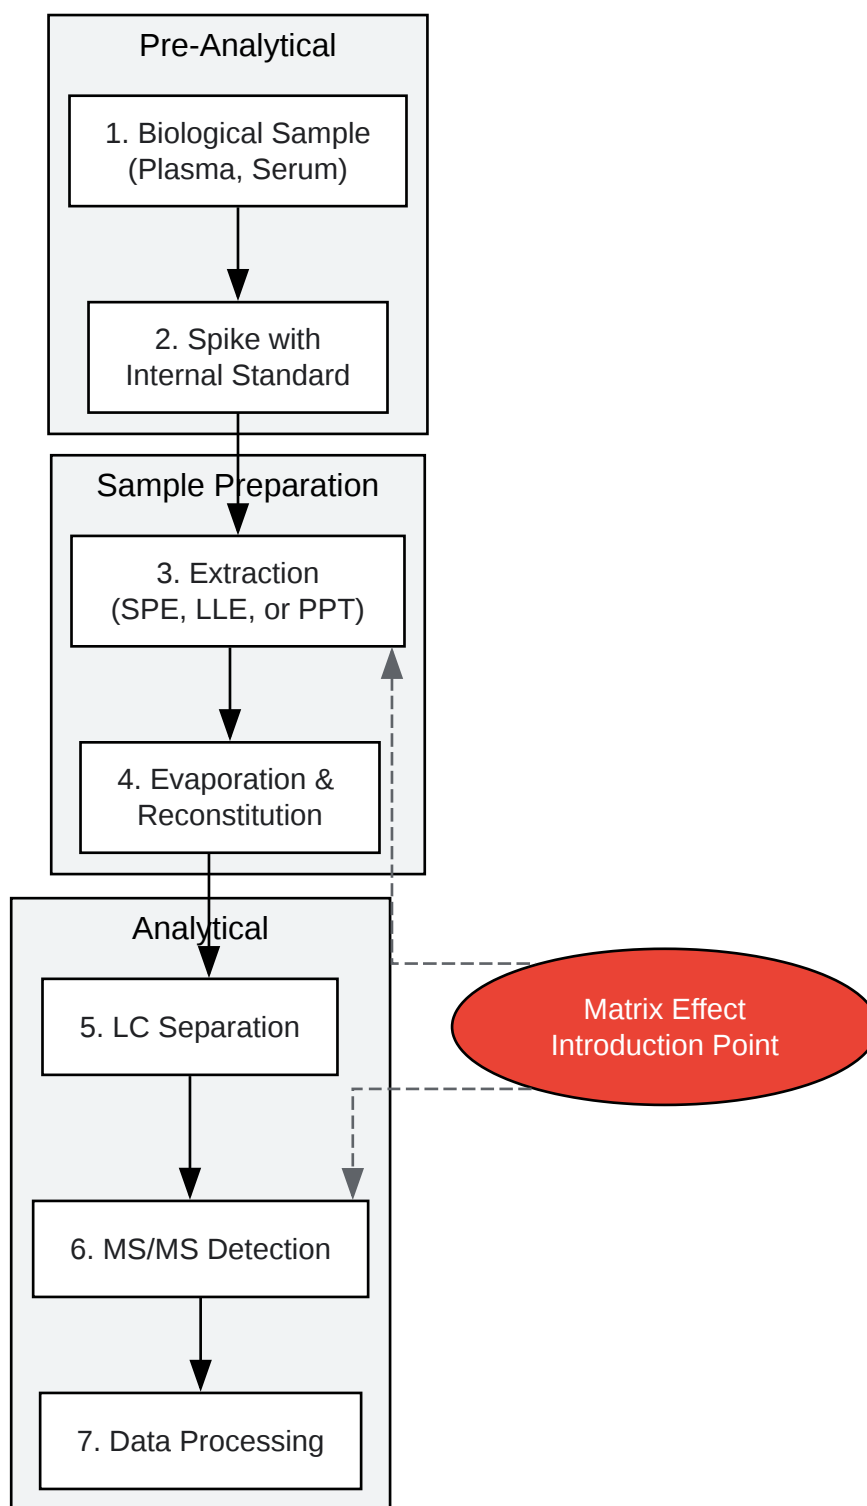 Pre-Analytical
1. Biological Sample
(Plasma, Serum)
2. Spike with
Internal Standard
Sample Preparation
3. Extraction
(SPE, LLE, or PPT)
4. Evaporation &
Reconstitution
Analytical
5. LC Separation
Matrix Effect
Introduction Point
6. MS/MS Detection
7. Data Processing